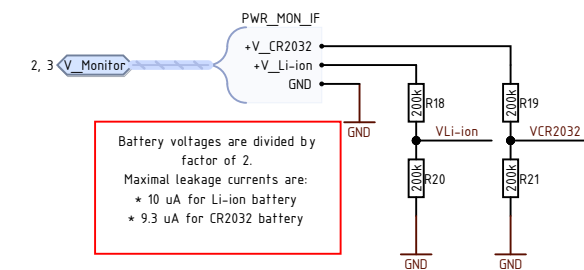 PWR_MON_IF
+V_CR2032
2, 3 V_Monitor
+V_Li-ion
GND
200k R18
200k R19
GND
VLi-ion
VCR2032
Battery voltages are divided by
factor of 2.
Maximal leakage currents are:
* 10 uA for Li-ion battery
* 9.3 uA for CR2032 battery
200k R20
200k R21
GND
GND